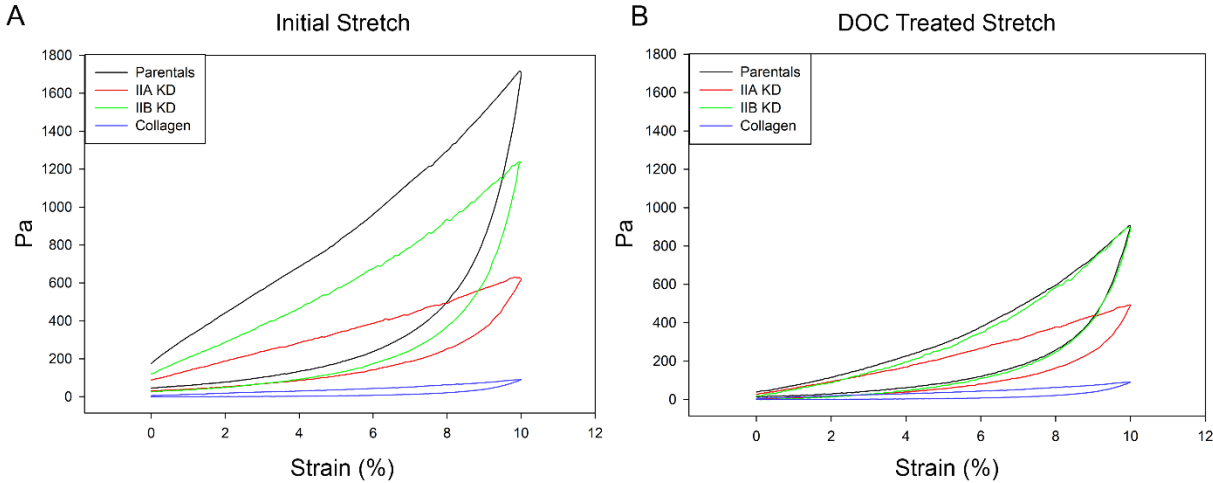 A
Initial Stretch
1800
1600
1400
1200
1000
800
600
400
200
0
Pa
Parentals
IIA KD
IIB KD
Collagen
0 2 4 6 8 10 12
Strain (%)
B
DOC Treated Stretch
1800
1600
1400
1200
1000
800
600
400
200
0
Pa
Parentals
IIA KD
IIB KD
Collagen
0 2 4 6 8 10 12
Strain (%)